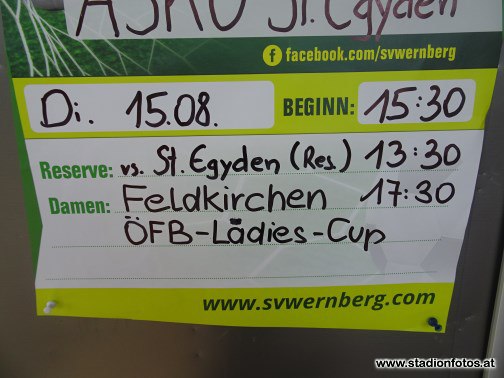 ASKÖ St. Egyden
facebook.com/svwernberg
Di. 15.08. BEGINN: 15:30
Reserve: vs. St. Egyden (Res.) 13:30
Damen: Feldkirchen 17:30
ÖFB-Lädies-Cup
www.svwernberg.com
www.stadionfotos.at